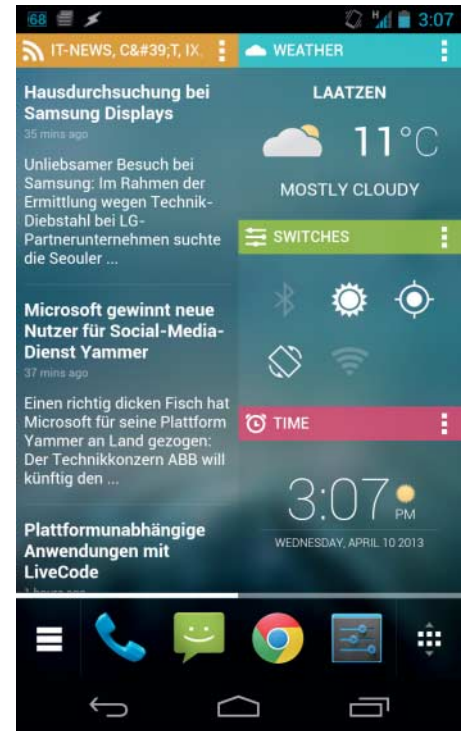 68
H
3:07
IT-NEWS, C&#39;T, IX.
Hausdurchsuchung bei
Samsung Displays
35 mins ago
Unliebsamer Besuch bei
Samsung: Im Rahmen der
Ermittlung wegen Technik-
Diebstahl bei LG-
Partnerunternehmen suchte
die Seouler ...
Microsoft gewinnt neue
Nutzer für Social-Media-
Dienst Yammer
37 mins ago
Einen richtig dicken Fisch hat
Microsoft für seine Plattform
Yammer an Land gezogen:
Der Technikkonzern ABB will
künftig den ...
Plattformunabhängige
Anwendungen mit
LiveCode
WEATHER
LAATZEN
11°C
MOSTLY CLOUDY
SWITCHES
TIME
3:07
PM
WEDNESDAY, APRIL 10 2013